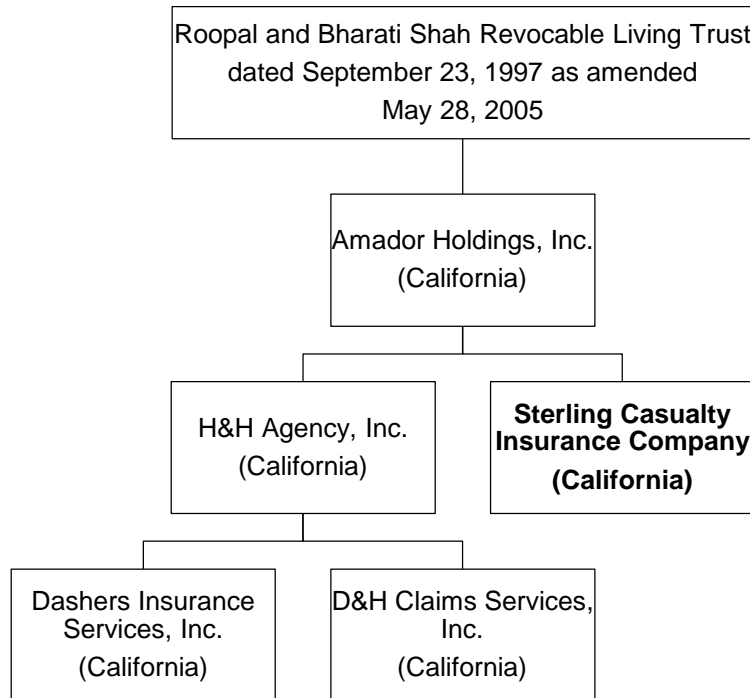 Roopal and Bharati Shah Revocable Living Trust
dated September 23, 1997 as amended
May 28, 2005
Amador Holdings, Inc.
(California)
H&H Agency, Inc.
(California)
Sterling Casualty
Insurance Company
(California)
Dashers Insurance
Services, Inc.
(California)
D&H Claims Services,
Inc.
(California)